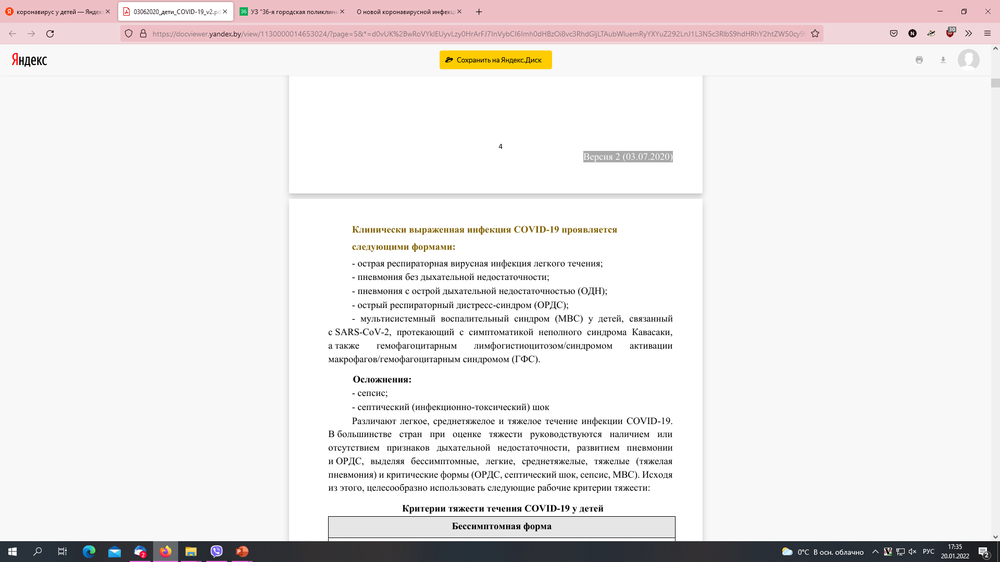 коронавирус у детей — Яндекс
03062020_дети_COVID-19_v2.pd
36 УЗ "36-я городская поликлини
О новой коронавирусной инфекц
https://docviewer.yandex.by/view/1130000014653024/?page=5&*=
30
Яндекс
Сохранить на Яндекс.Диск
4
Версия 2 (03.07.2020)
Клинически выраженная инфекция COVID-19 проявляется
следующими формами:
- острая респираторная вирусная инфекция легкого течения;
- пневмония без дыхательной недостаточности;
- пневмония с острой дыхательной недостаточностью (ОДН);
- острый респираторный дистресс-синдром (ОРДС);
- мультисистемный воспалительный синдром (МВС) у детей, связанный
с SARS-CoV-2, протекающий с симптоматикой неполного синдрома Кавасаки,
а также гемофагоцитарным лимфогистиоцитозом/синдромом активации
макрофагов/гемофагоцитарным синдромом (ГФС).
Осложнения:
- сепсис;
- септический (инфекционно-токсический) шок
Различают легкое, среднетяжелое и тяжелое течение инфекции COVID-19.
В большинстве стран при оценке тяжести руководствуются наличием или
отсутствием признаков дыхательной недостаточности, развитием пневмонии
и ОРДС, выделяя бессимптомные, легкие, среднетяжелые, тяжелые (тяжелая
пневмония) и критические формы (ОРДС, септический шок, сепсис, МВС). Исходя
из этого, целесообразно использовать следующие рабочие критерии тяжести:
Критерии тяжести течения COVID-19 у детей
Бессимптомная форма
2
0°C В осн. облачно
РУС
17:35
20.01.2022
2